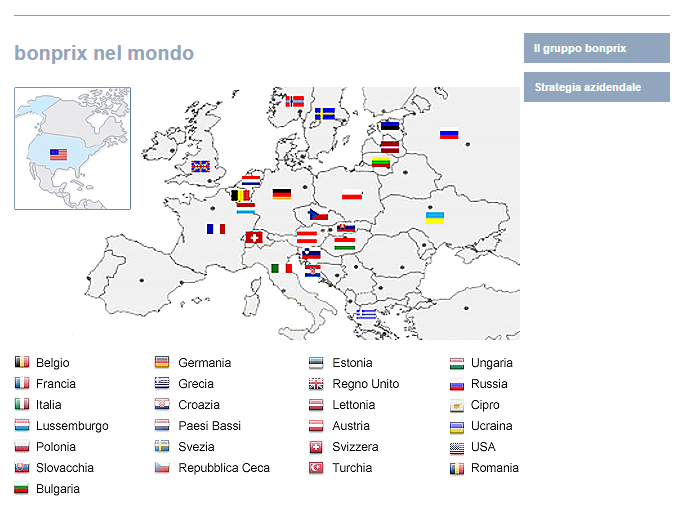 bonprix nel mondo
Il gruppo bonprix
Strategia azidendale
Belgio Germania Estonia Ungaria
Francia Grecia Regno Unito Russia
Italia Croazia Lettonia Cipro
Lussemburgo Paesi Bassi Austria Ucraina
Polonia Svezia Svizzera USA
Slovacchia Repubblica Ceca Turchia Romania
Bulgaria